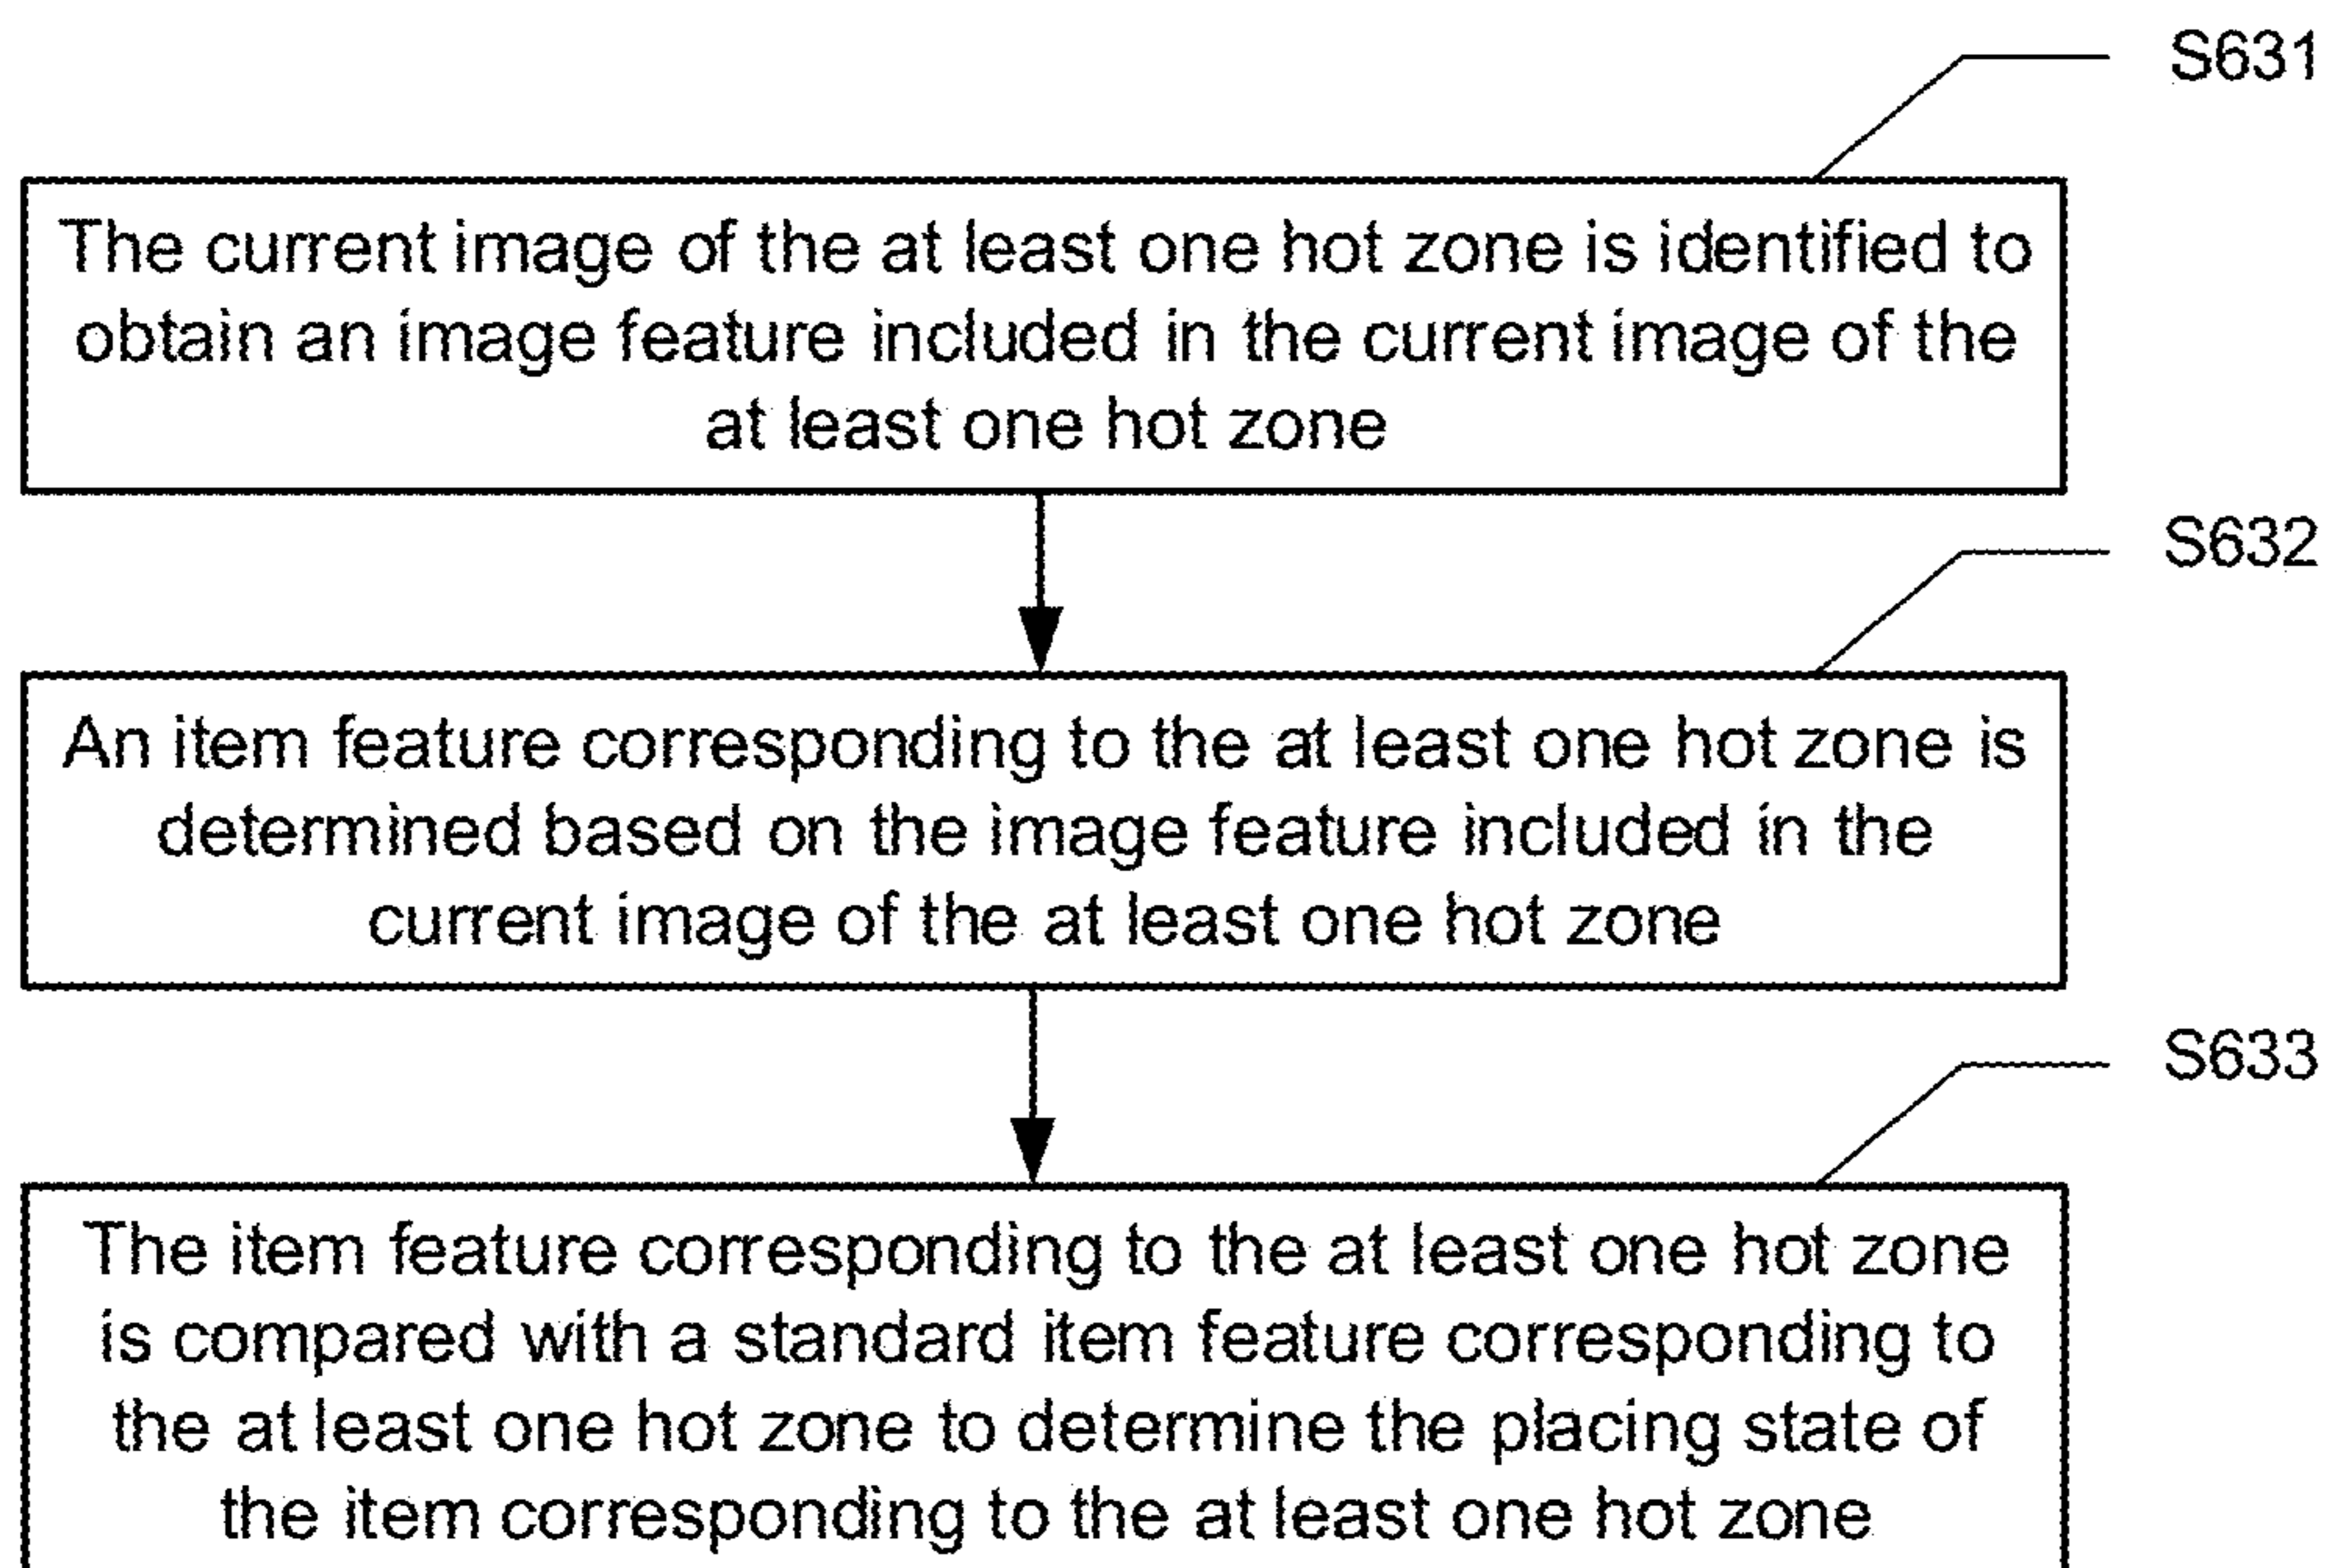 S631
The current image of the at least one hot zone is identified to
obtain an image feature included in the current image of the
at least one hot zone
S632
An item feature corresponding to the at least one hot zone is
determined based on the image feature included in the
current image of the at least one hot zone
S633
The item feature corresponding to the at least one hot zone
is compared with a standard item feature corresponding to
the at least one hot zone to determine the placing state of
the item corresponding to the at least one hot zone